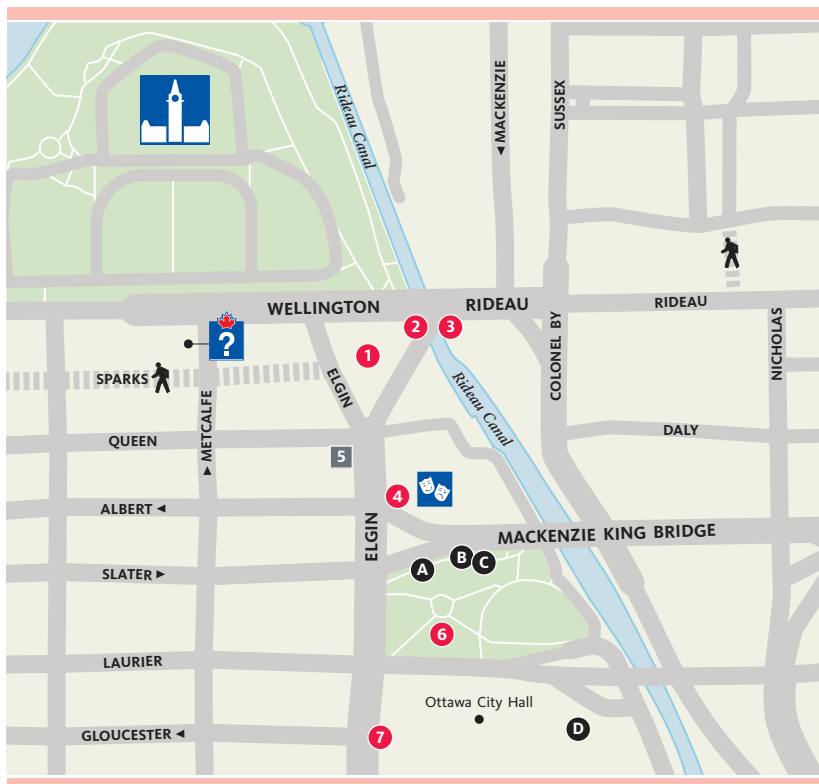 Rideau Canal
◄ MACKENZIE
SUSSEX
WELLINGTON
RIDEAU
RIDEAU
2
3
?
1
SPARKS
ELGIN
Rideau Canal
COLONEL BY
NICHOLAS
METCALFE ►
QUEEN
DALY
5
4
ALBERT ◄
ELGIN
MACKENZIE KING BRIDGE
B
C
A
SLATER ►
6
LAURIER
Ottawa City Hall
D
GLOUCESTER ◄
7